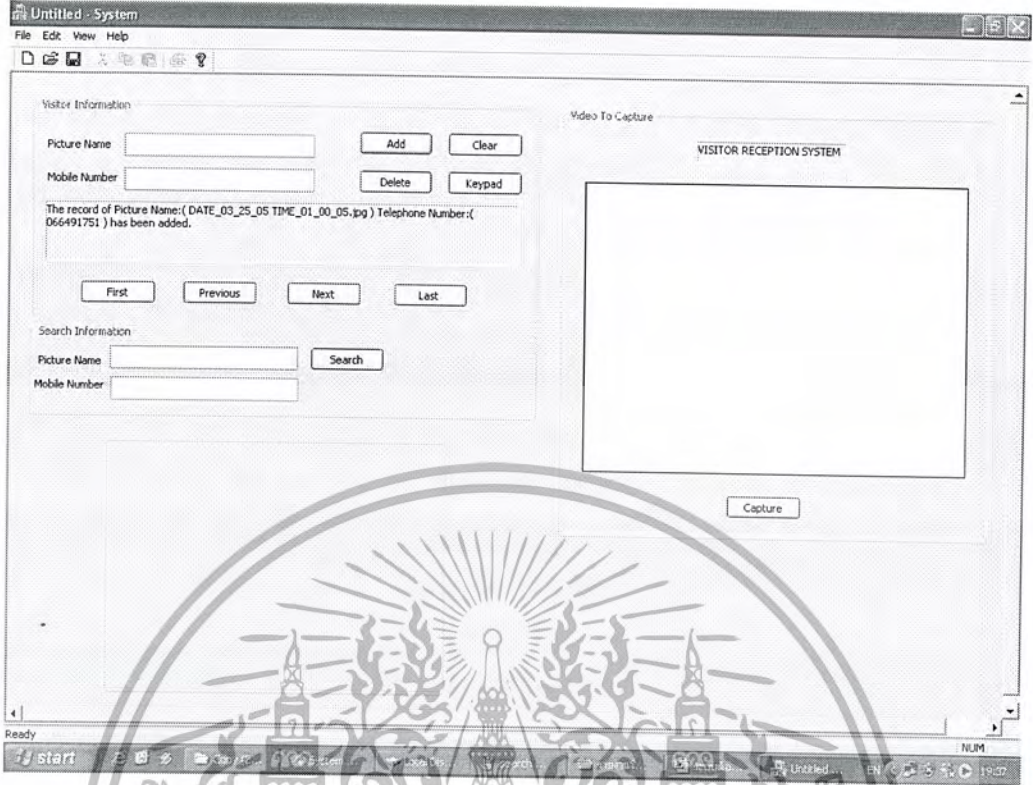 Untitled - System
File Edit View Help
Visitor Information
Picture Name
Add
Clear
Mobile Number
Delete
Keypad
The record of Picture Name:( DATE_03_25_05 TIME_01_00_05.jpg ) Telephone Number:(
066491751 ) has been added.
First
Previous
Next
Last
Search Information
Picture Name
Search
Mobile Number
Video To Capture
VISITOR RECEPTION SYSTEM
Capture
Ready
NUM
start
Untitled
EN
19:37